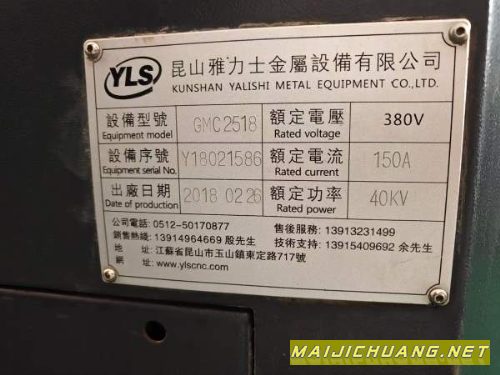 YLS 昆山雅力士金屬設備有限公司
KUNSHAN YALISHI METAL EQUIPMENT CO.,LTD.
設備型號 GMC2518 額定電壓 380V
Equipment model Rated voltage
設備序號 Y18021586 額定電流 150A
Equipment serial No. Rated current
出廠日期 2018 02 26 額定功率 40KV
Date of production Rated power
公司電話: 0512-50170877 售後服務: 13913231499
銷售熱綫: 13914964669 殷先生 技術支持: 13915409692 余先生
地 址: 江蘇省昆山市玉山鎮東定路717號
網 址: www.ylscnc.com
MAIJICHUANG.NET